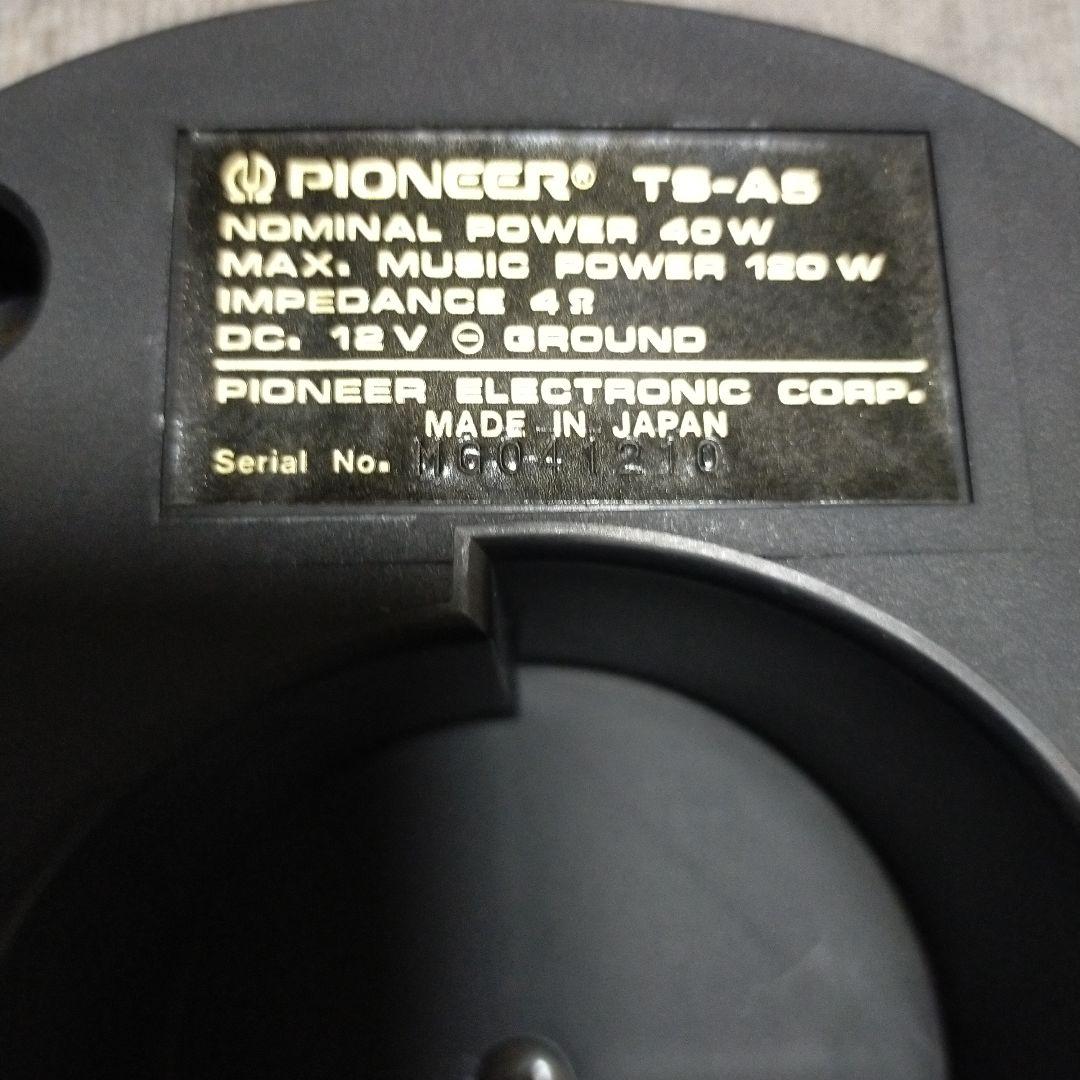 PIONEER® TS-A5
NOMINAL POWER 40W
MAX. MUSIC POWER 120W
IMPEDANCE 4Ω
DC. 12V ⊖ GROUND
PIONEER ELECTRONIC CORP.
MADE IN JAPAN
Serial No.